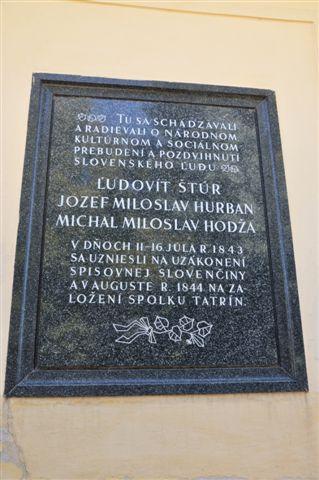 TU SA SCHÁDZAVALI
A RADIEVALI O NÁRODNOM
KULTÚRNOM A SOCIÁLNOM
PREBUDENÍ A POZDVIHNUTÍ
SLOVENSKÉHO ĽUDU
ĽUDOVÍT ŠTÚR
JOZEF MILOSLAV HURBAN
MICHAL MILOSLAV HODŽA
V DŇOCH 11-16. JÚLA R. 1843
SA UZNIESLI NA UZÁKONENÍ
SPISOVNEJ SLOVENČINY
A V AUGUSTE R. 1844 NA ZA
LOŽENÍ SPOLKU TATRÍN.